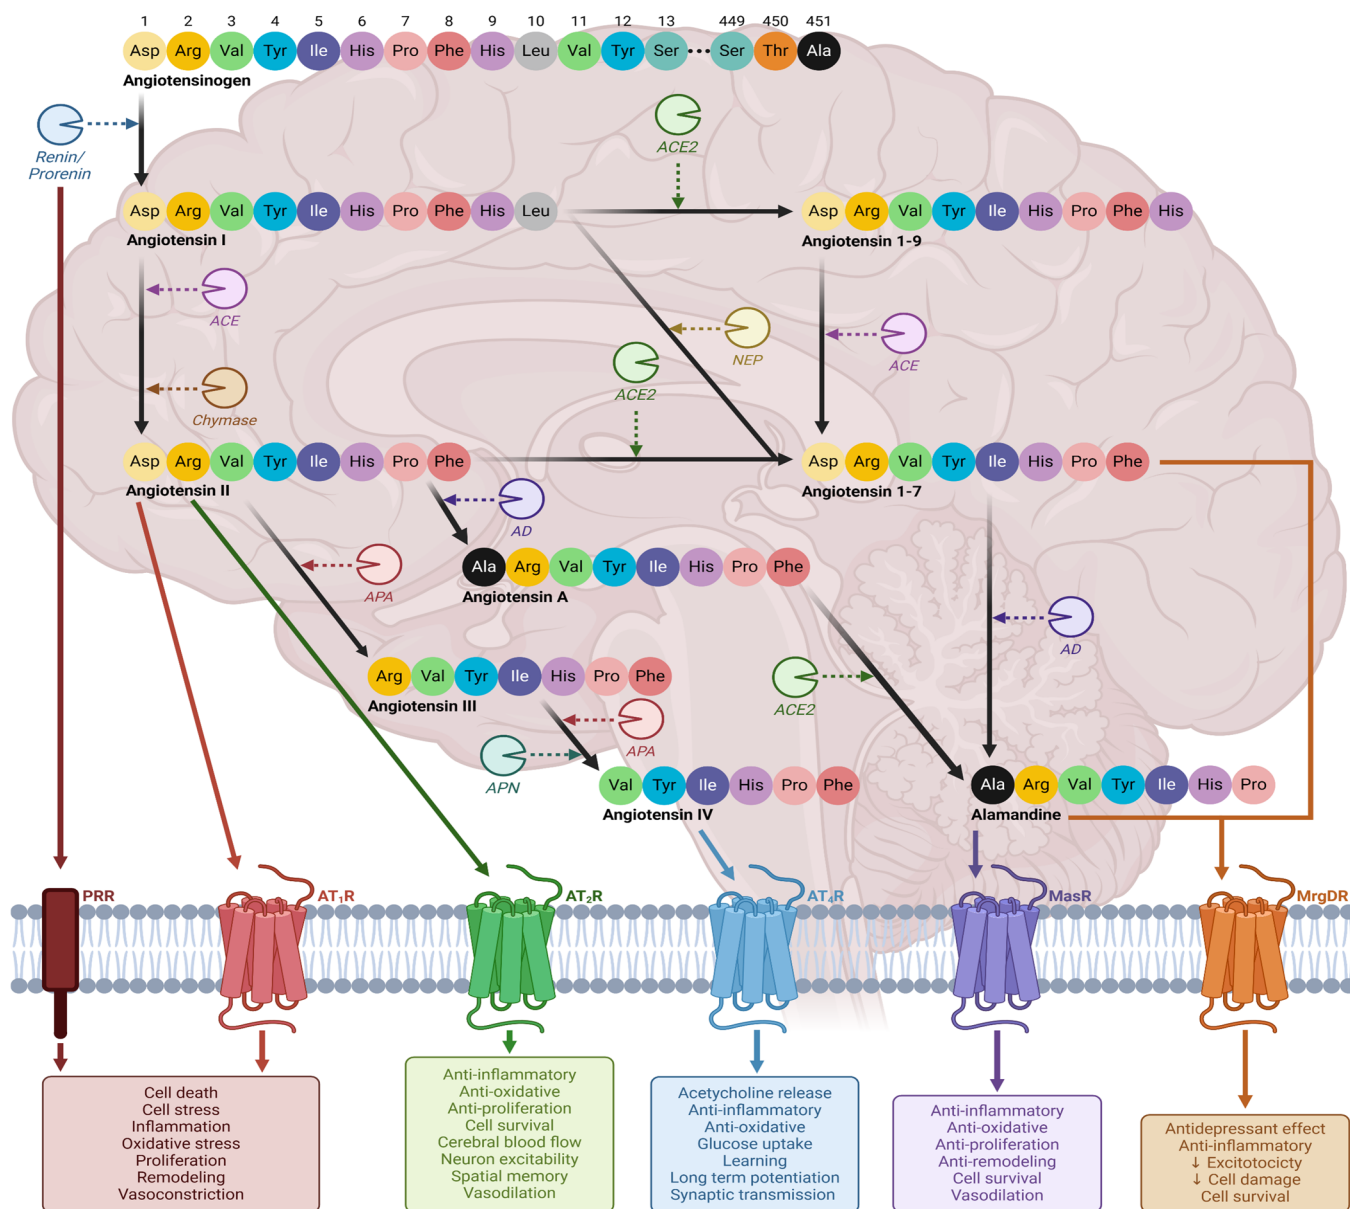 1 2 3 4 5 6 7 8 9 10 11 12 13 449 450 451
Asp Arg Val Tyr Ile His Pro Phe His Leu Val Tyr Ser Ser Thr Ala
Angiotensinogen
Renin/
Prorenin
ACE2
Asp Arg Val Tyr Ile His Pro Phe His Leu
Angiotensin I
Asp Arg Val Tyr Ile His Pro Phe His
Angiotensin 1-9
ACE
NEP
ACE
ACE2
Chymase
Asp Arg Val Tyr Ile His Pro Phe
Angiotensin II
Asp Arg Val Tyr Ile His Pro Phe
Angiotensin 1-7
AD
APA
Ala Arg Val Tyr Ile His Pro Phe
Angiotensin A
AD
Arg Val Tyr Ile His Pro Phe
Angiotensin III
ACE2
APA
APN
Val Tyr Ile His Pro Phe
Angiotensin IV
Ala Arg Val Tyr Ile His Pro
Alamandine
PRR
AT₁R
AT₂R
AT₄R
MasR
MrgDR
Cell death
Cell stress
Inflammation
Oxidative stress
Proliferation
Remodeling
Vasoconstriction
Anti-inflammatory
Anti-oxidative
Anti-proliferation
Cell survival
Cerebral blood flow
Neuron excitability
Spatial memory
Vasodilation
Acetycholine release
Anti-inflammatory
Anti-oxidative
Glucose uptake
Learning
Long term potentiation
Synaptic transmission
Anti-inflammatory
Anti-oxidative
Anti-proliferation
Anti-remodeling
Cell survival
Vasodilation
Antidepressant effect
Anti-inflammatory
↓ Excitotocicty
↓ Cell damage
Cell survival